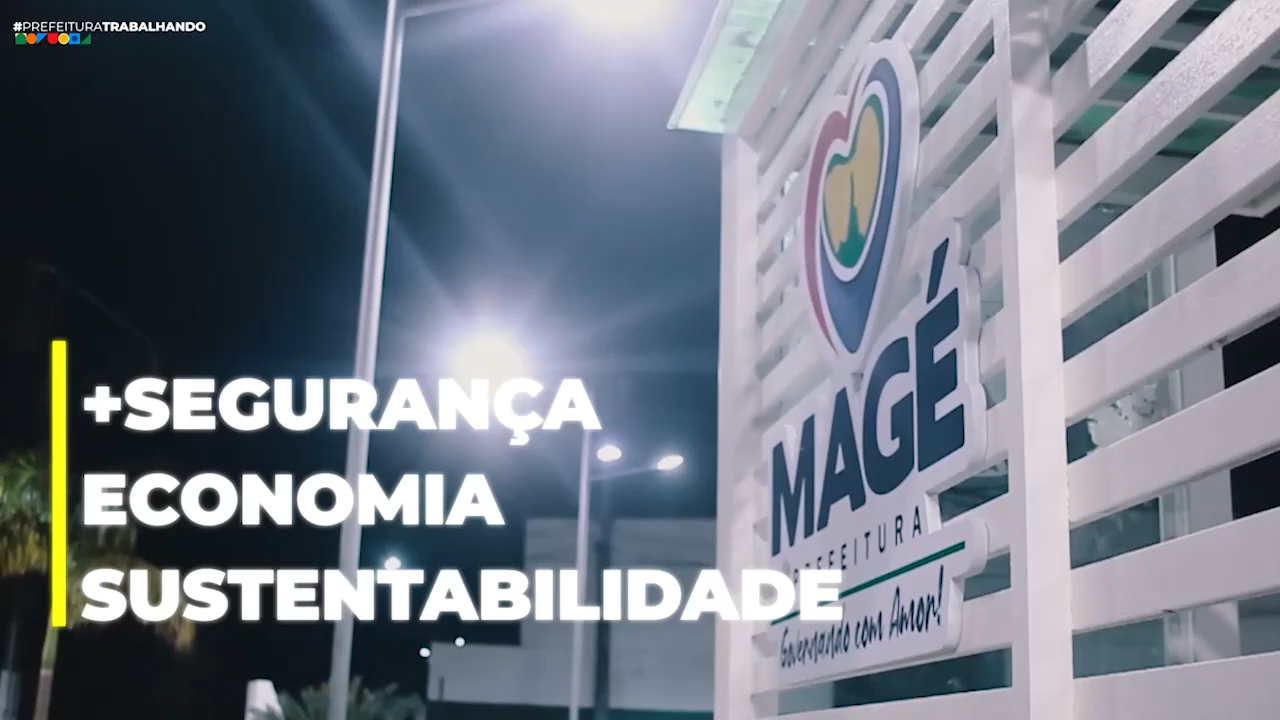 #PREFEITURATRABALHANDO
+SEGURANÇA
ECONOMIA
SUSTENTABILIDADE
MAGÉ
PREFEITURA
Governando com Amor!